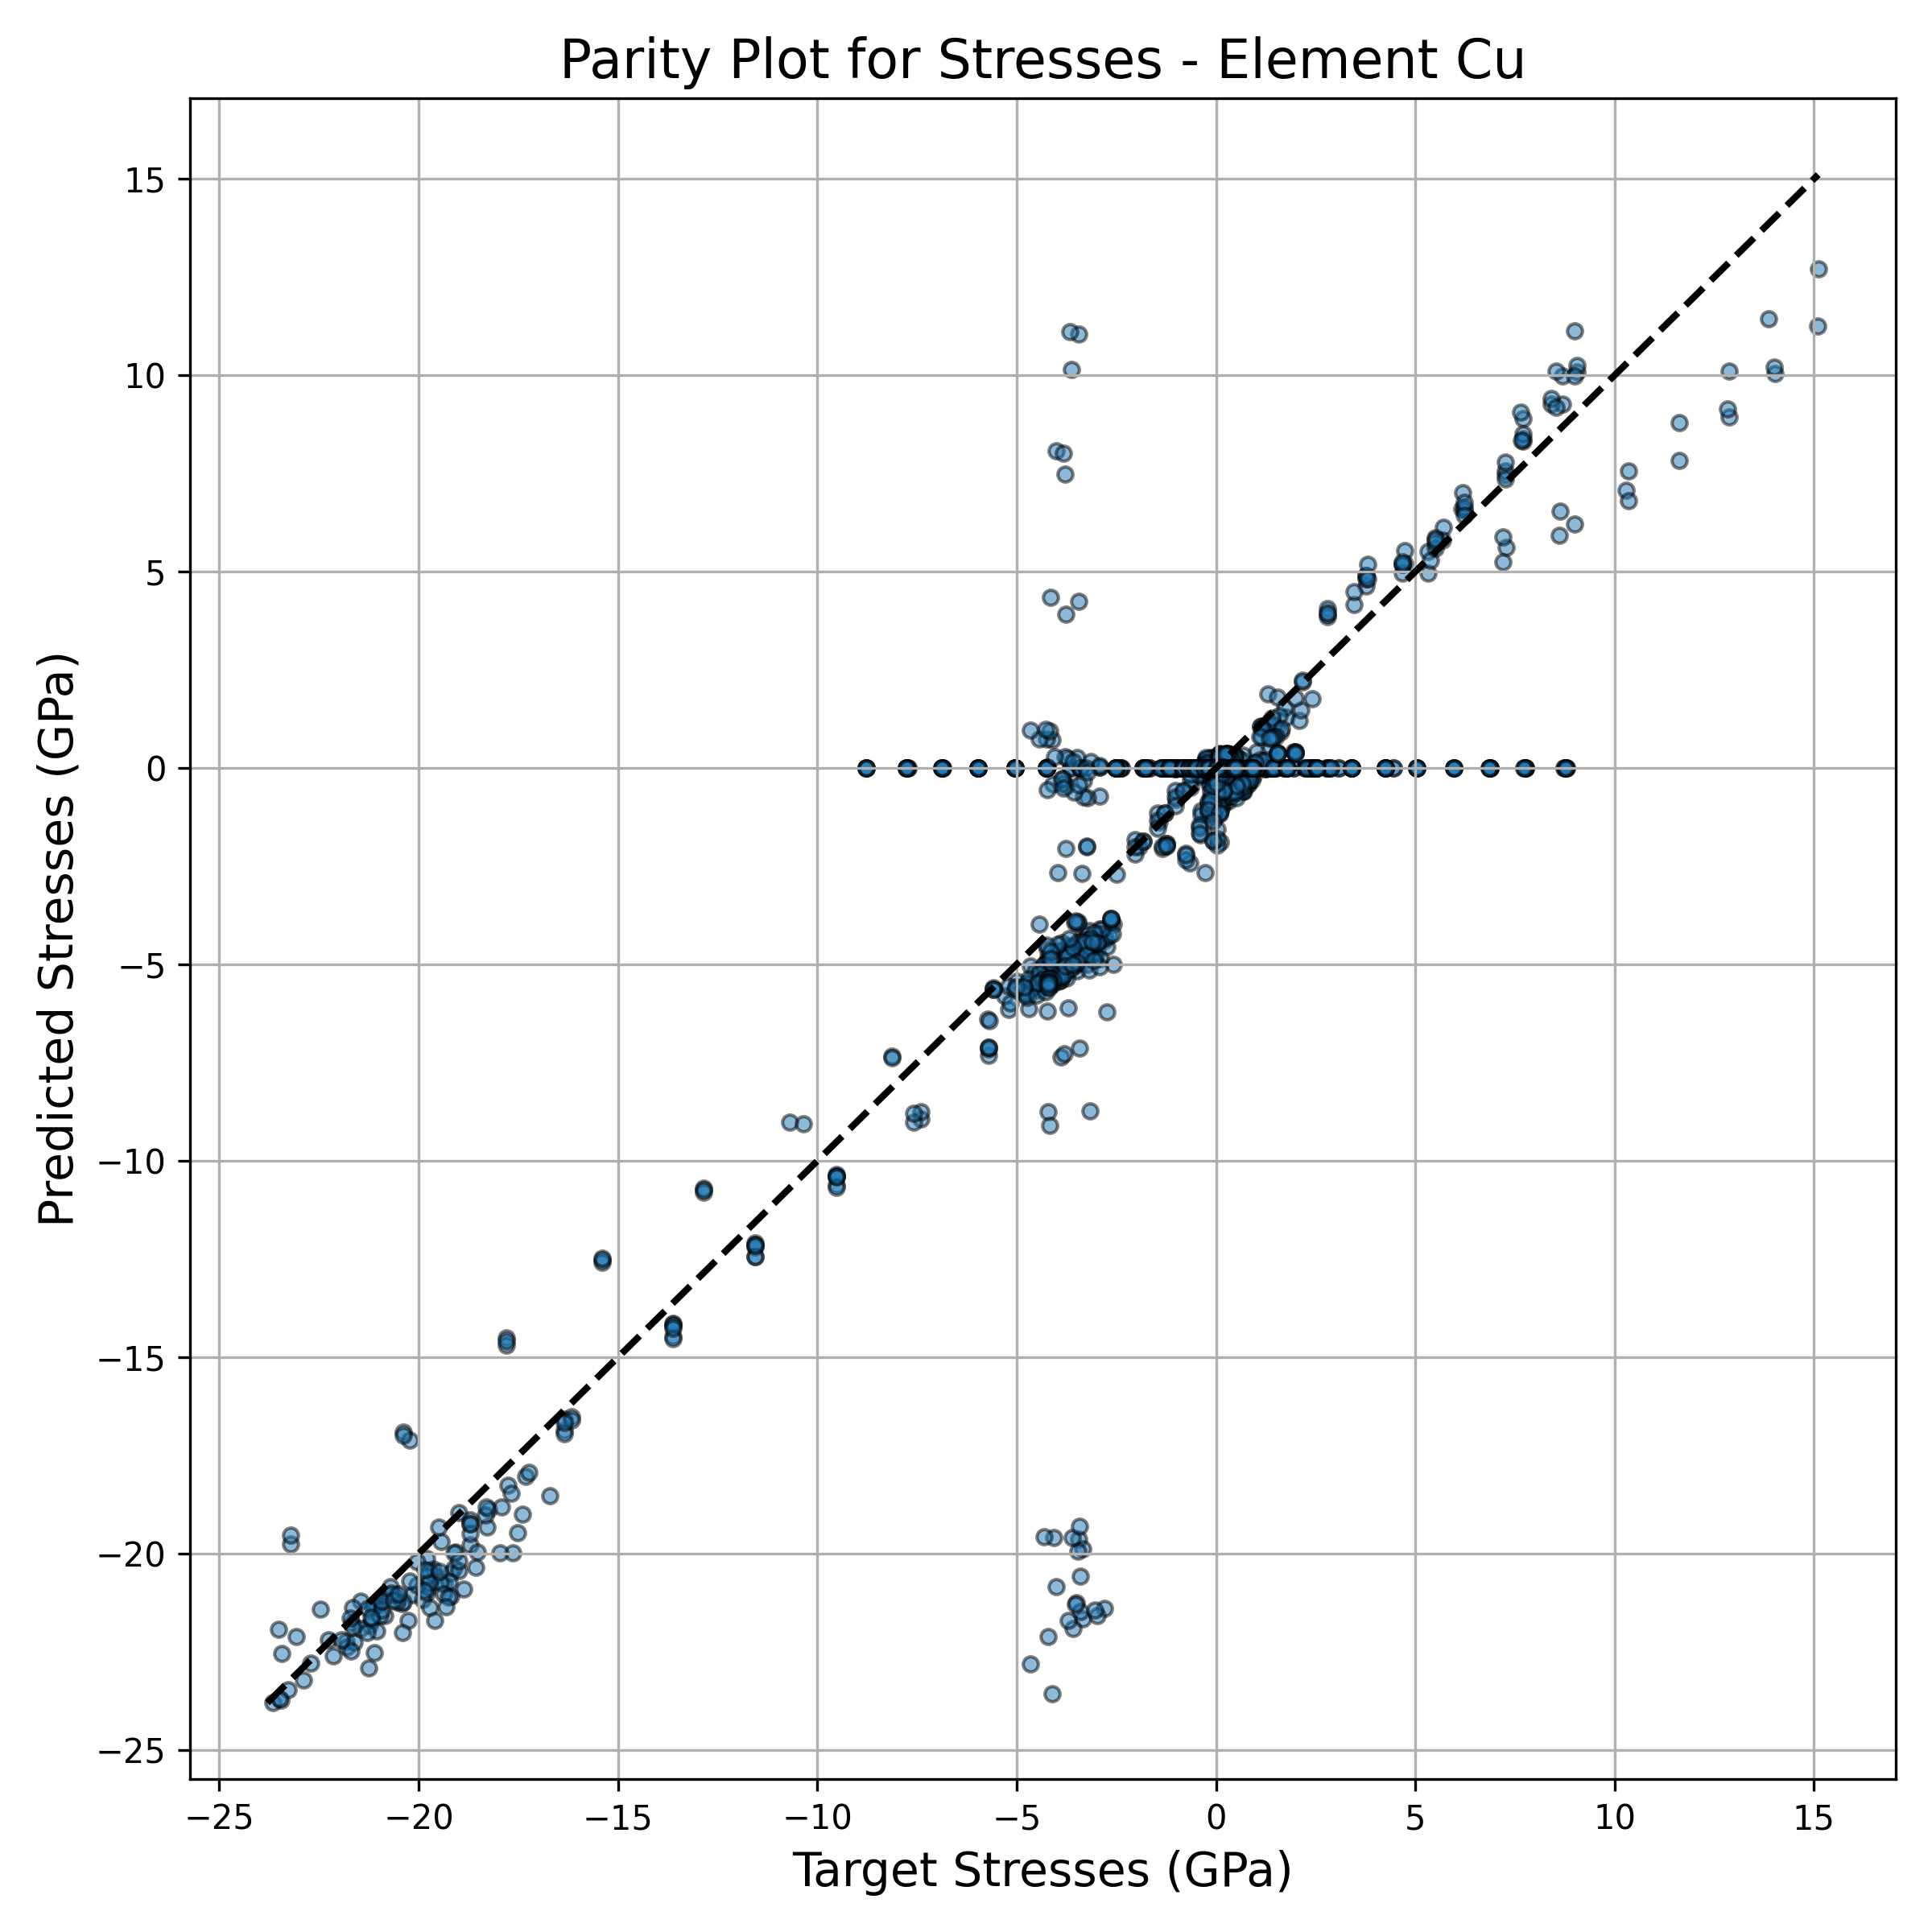 Parity Plot for Stresses - Element Cu
Predicted Stresses (GPa)
15
10
5
0
−5
−10
−15
−20
−25
−25 −20 −15 −10 −5 0 5 10 15
Target Stresses (GPa)